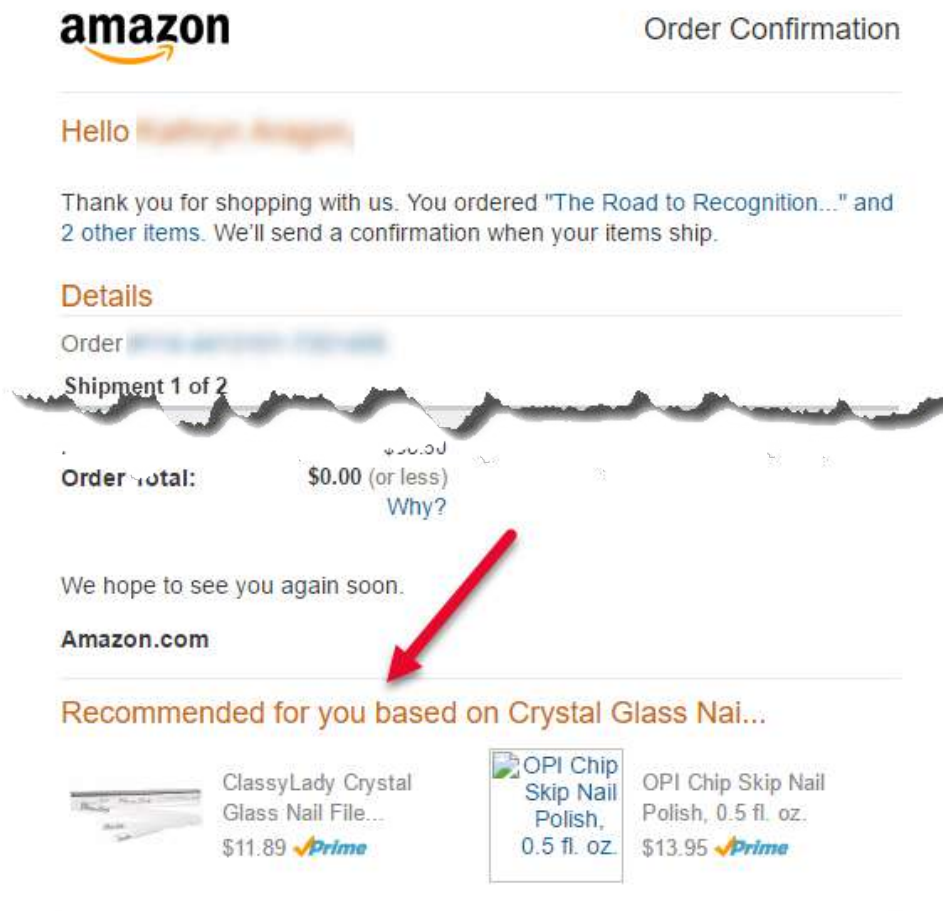 amazon
Order Confirmation
Hello
Thank you for shopping with us. You ordered "The Road to Recognition..." and
2 other items. We'll send a confirmation when your items ship.
Details
Order
Shipment 1 of 2
Order Total:
$0.00 (or less)
Why?
We hope to see you again soon.
Amazon.com
Recommended for you based on Crystal Glass Nai...
ClassyLady Crystal
Glass Nail File...
$11.89 Prime
OPI Chip
Skip Nail
Polish,
0.5 fl. oz.
OPI Chip Skip Nail
Polish, 0.5 fl. oz.
$13.95 Prime